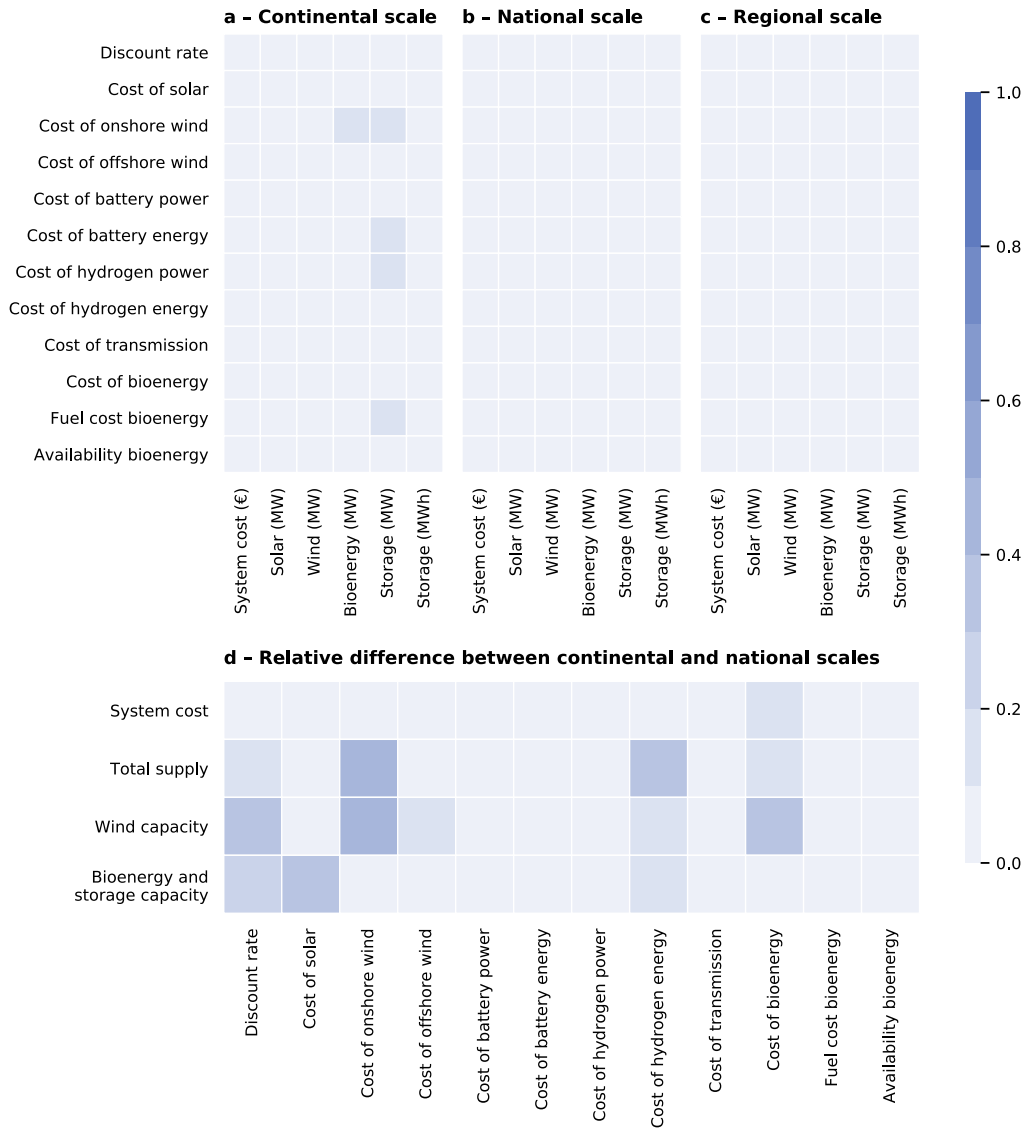 a – Continental scale
b – National scale
c – Regional scale
Discount rate
Cost of solar
Cost of onshore wind
Cost of offshore wind
Cost of battery power
Cost of battery energy
Cost of hydrogen power
Cost of hydrogen energy
Cost of transmission
Cost of bioenergy
Fuel cost bioenergy
Availability bioenergy
System cost (€)
Solar (MW)
Wind (MW)
Bioenergy (MW)
Storage (MW)
Storage (MWh)
System cost (€)
Solar (MW)
Wind (MW)
Bioenergy (MW)
Storage (MW)
Storage (MWh)
System cost (€)
Solar (MW)
Wind (MW)
Bioenergy (MW)
Storage (MW)
Storage (MWh)
1.0
0.8
0.6
0.4
0.2
0.0
d – Relative difference between continental and national scales
System cost
Total supply
Wind capacity
Bioenergy and
storage capacity
Discount rate
Cost of solar
Cost of onshore wind
Cost of offshore wind
Cost of battery power
Cost of battery energy
Cost of hydrogen power
Cost of hydrogen energy
Cost of transmission
Cost of bioenergy
Fuel cost bioenergy
Availability bioenergy